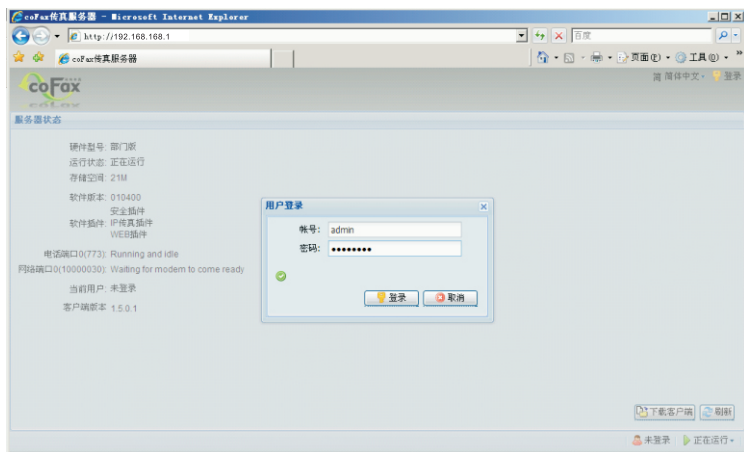 coFax传真服务器 - Microsoft Internet Explorer
http://192.168.168.1
百度
coFax传真服务器
页面(P)
工具(O)
»
coFax
简 简体中文
登录
服务器状态
硬件型号: 部门版
运行状态: 正在运行
存储空间: 21M
软件版本: 010400
安全插件
软件插件: IP传真插件
WEB插件
电话端口0(773): Running and idle
网络端口0(10000030): Waiting for modem to come ready
当前用户: 未登录
客户端版本 1.5.0.1
用户登录
帐号: admin
密码: ••••••••
登录
取消
下载客户端
刷新
未登录
正在运行